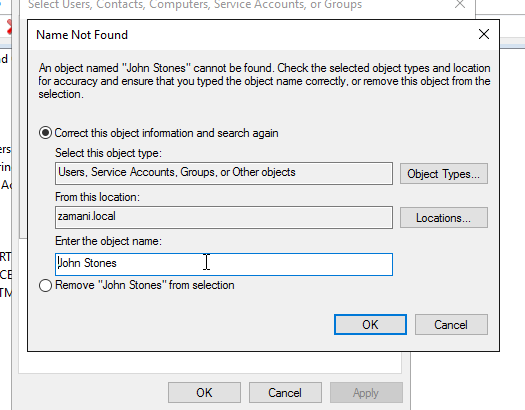 Select Users, Contacts, Computers, Service Accounts, or Groups
Name Not Found
An object named "John Stones" cannot be found. Check the selected object types and location
for accuracy and ensure that you typed the object name correctly, or remove this object from the
selection.
Correct this object information and search again
Select this object type:
Users, Service Accounts, Groups, or Other objects
Object Types...
From this location:
zamani.local
Locations...
Enter the object name:
John Stones
Remove "John Stones" from selection
OK
Cancel
OK
Cancel
Apply